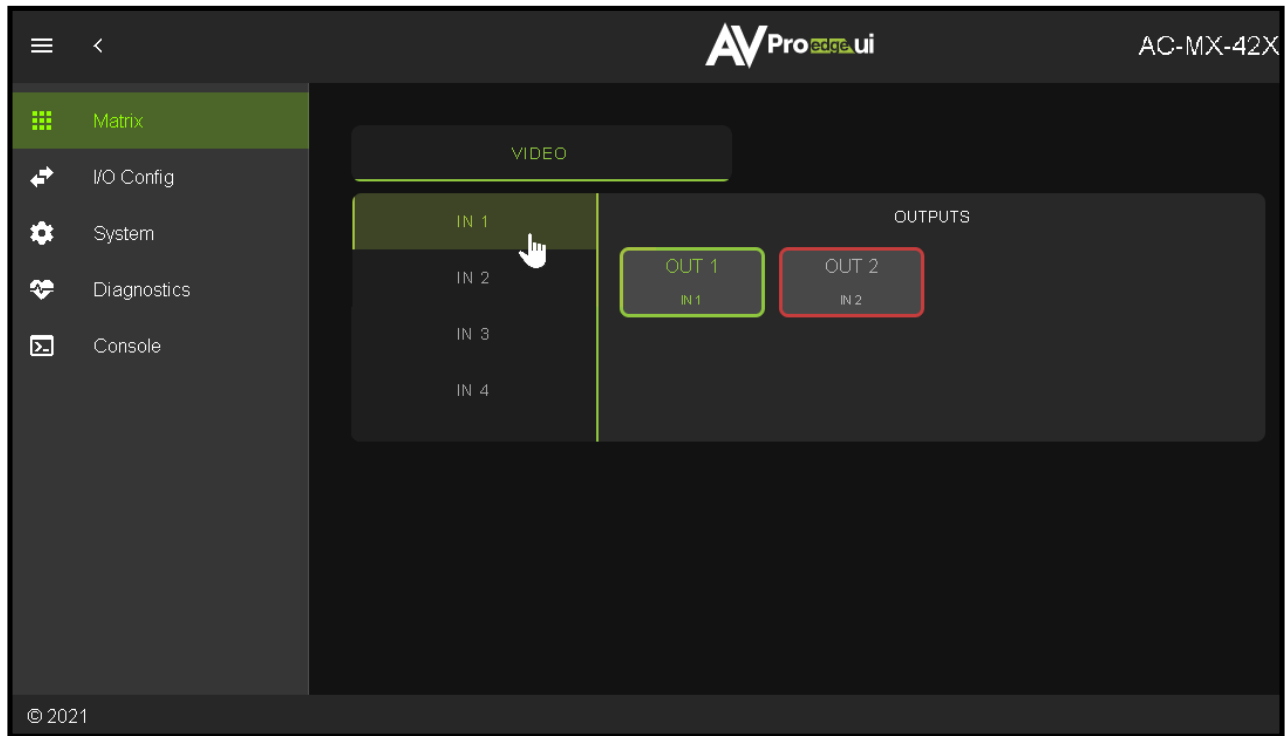 AVPro edge.ui
AC-MX-42X
Matrix
I/O Config
System
Diagnostics
Console
VIDEO
IN 1
IN 2
IN 3
IN 4
OUTPUTS
OUT 1
IN 1
OUT 2
IN 2
© 2021